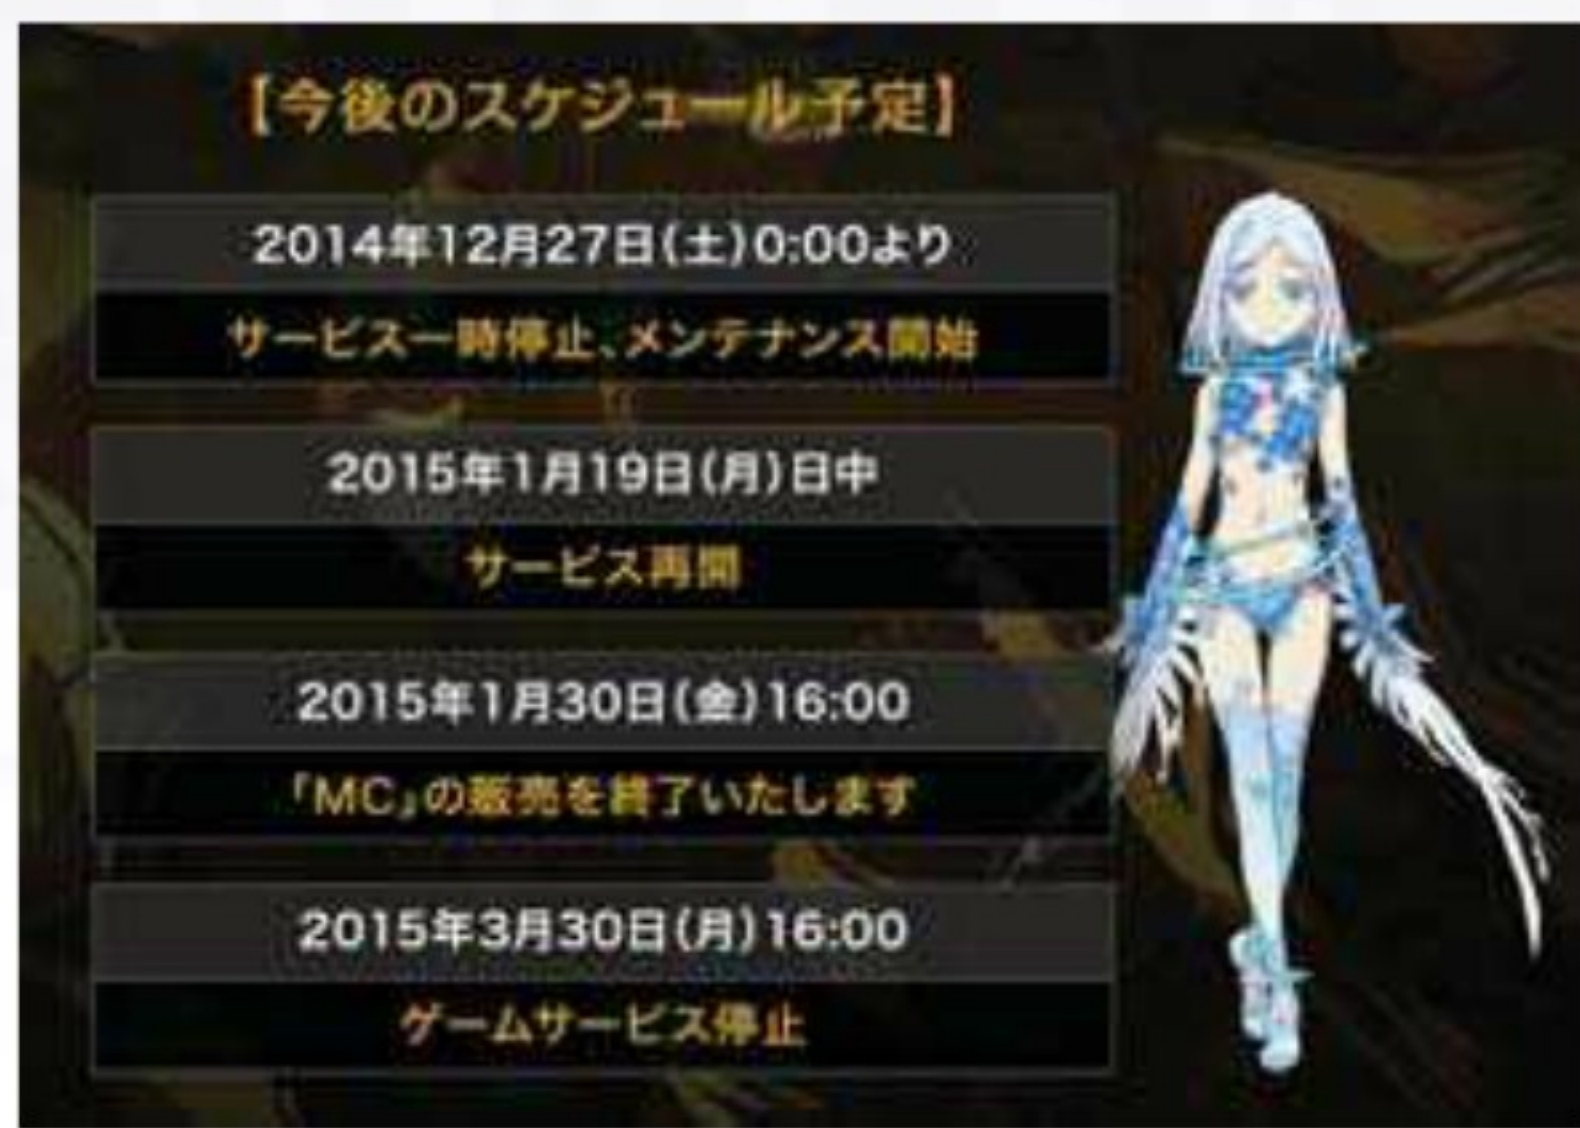 【今後のスケジュール予定】
2014年12月27日(土)0:00より
サービス一時停止、メンテナンス開始
2015年1月19日(月)日中
サービス再開
2015年1月30日(金)16:00
「MC」の販売を終了いたします
2015年3月30日(月)16:00
ゲームサービス停止